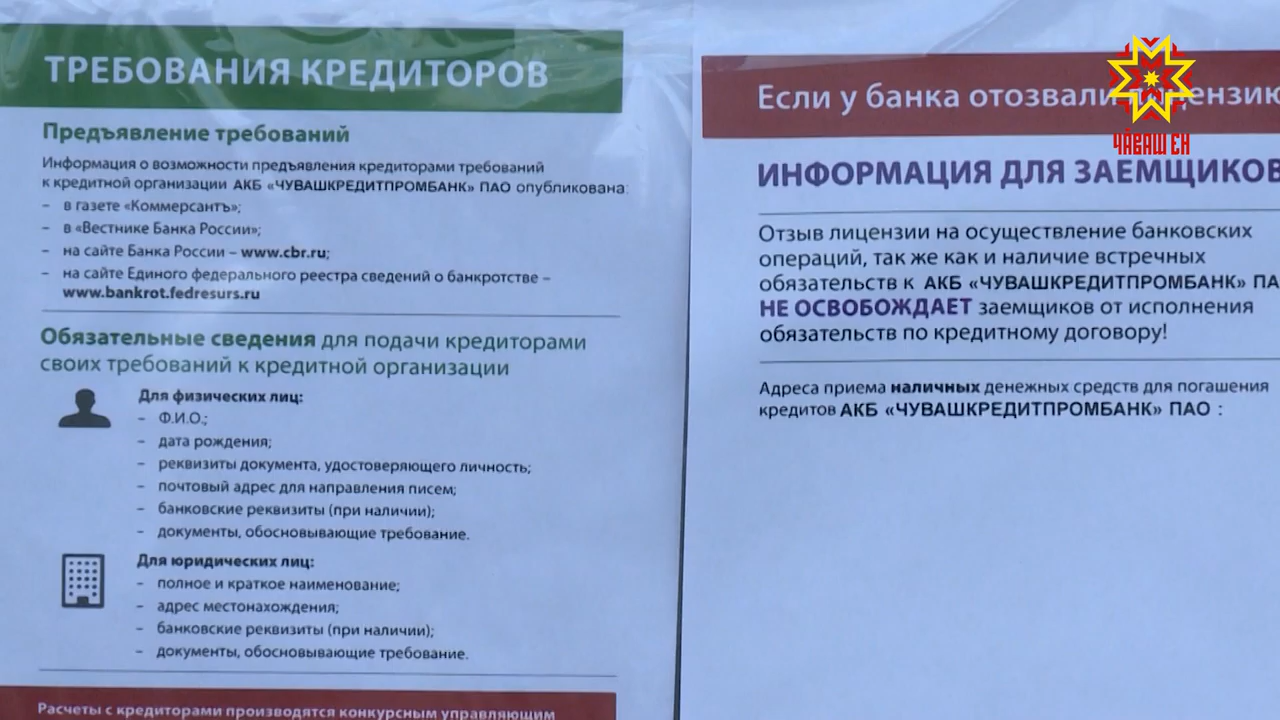 ТРЕБОВАНИЯ КРЕДИТОРОВ
Предъявление требований
Информация о возможности предъявления кредиторами требований
к кредитной организации АКБ «ЧУВАШКРЕДИТПРОМБАНК» ПАО опубликована:
– в газете «Коммерсантъ»;
– в «Вестнике Банка России»;
– на сайте Банка России – www.cbr.ru;
– на сайте Единого федерального реестра сведений о банкротстве –
www.bankrot.fedresurs.ru
Обязательные сведения для подачи кредиторами
своих требований к кредитной организации
Для физических лиц:
– Ф.И.О.;
– дата рождения;
– реквизиты документа, удостоверяющего личность;
– почтовый адрес для направления писем;
– банковские реквизиты (при наличии);
– документы, обосновывающие требование.
Для юридических лиц:
– полное и краткое наименование;
– адрес местонахождения;
– банковские реквизиты (при наличии);
– документы, обосновывающие требование.
Расчеты с кредиторами производятся конкурсным управляющим
Если у банка отозвали
ИНФОРМАЦИЯ ДЛЯ ЗАЕМЩИКОВ
Отзыв лицензии на осуществление банковских
операций, так же как и наличие встречных
обязательств к АКБ «ЧУВАШКРЕДИТПРОМБАНК» ПА
НЕ ОСВОБОЖДАЕТ заемщиков от исполнения
обязательств по кредитному договору!
Адреса приема наличных денежных средств для погашения
кредитов АКБ «ЧУВАШКРЕДИТПРОМБАНК» ПАО :
ЧӐВАШ ЕН